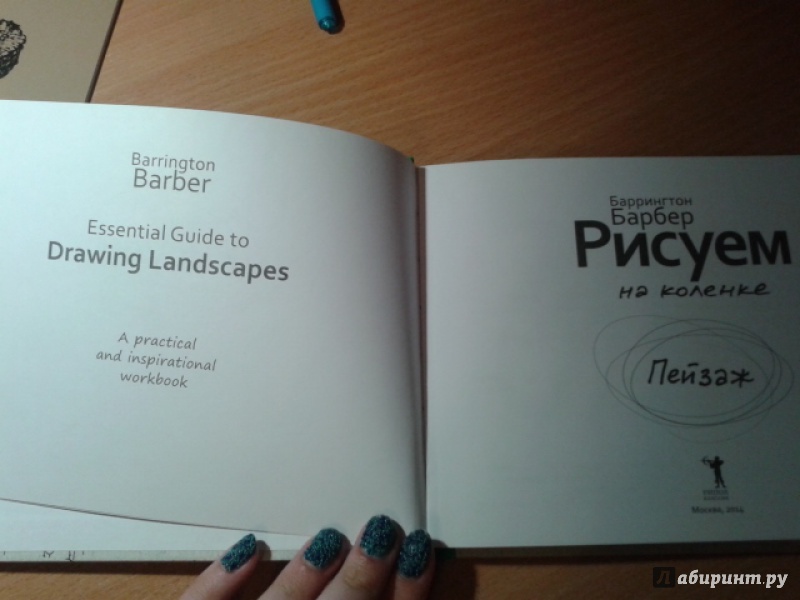 Barrington
Barber
Essential Guide to
Drawing Landscapes
A practical
and inspirational
workbook
Баррингтон
Барбер
Рисуем
на коленке
Пейзаж
Москва, 2014
Лабиринт.ру